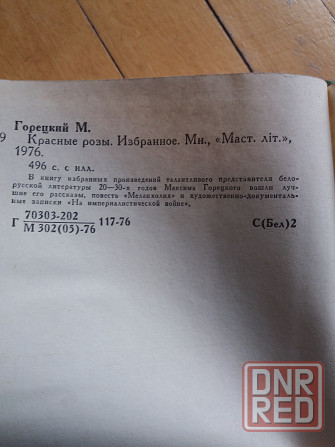 Горецкий М.
9 Красные розы. Избранное. Мн., «Маст. літ.»,
1976.
496 с. с илл.
В книгу избранных произведений талантливого представителя бело-
русской литературы 20—30-х годов Максима Горецкого вошли луч-
шие его рассказы, повесть «Меланхолия» и художественно-документаль-
ные записки «На империалистической войне».
Г 70303-202 117-76 С(Бел)2
М 302(05)-76
DNR
RED